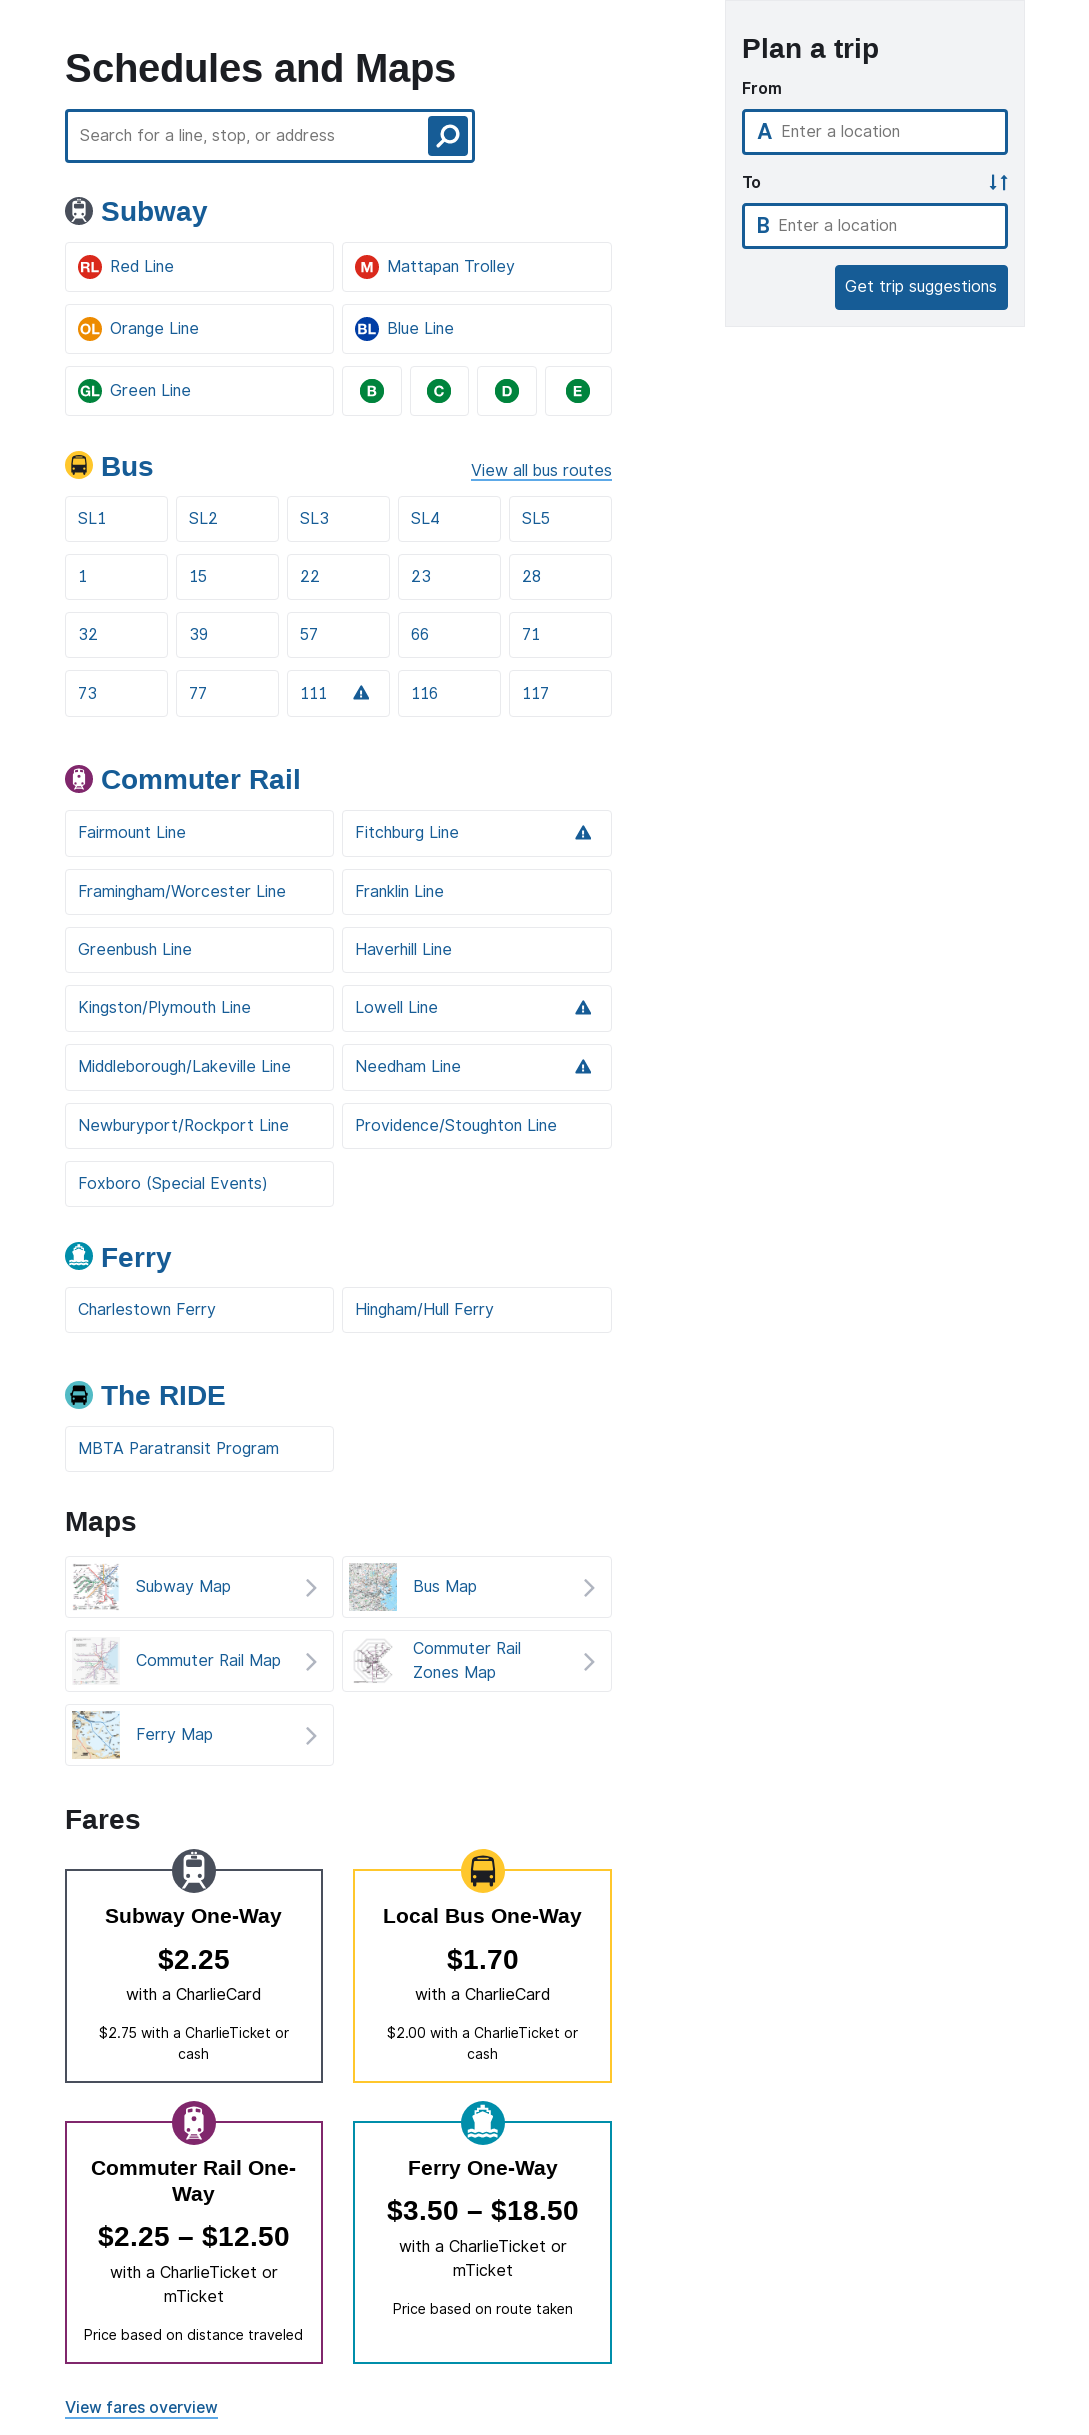 Schedules and Maps
Search for a line, stop, or address
Plan a trip
From
A Enter a location
To
B Enter a location
Get trip suggestions
Subway
RL Red Line
M Mattapan Trolley
OL Orange Line
BL Blue Line
GL Green Line
B
C
D
E
Bus
View all bus routes
SL1
SL2
SL3
SL4
SL5
1
15
22
23
28
32
39
57
66
71
73
77
111
116
117
Commuter Rail
Fairmount Line
Fitchburg Line
Framingham/Worcester Line
Franklin Line
Greenbush Line
Haverhill Line
Kingston/Plymouth Line
Lowell Line
Middleborough/Lakeville Line
Needham Line
Newburyport/Rockport Line
Providence/Stoughton Line
Foxboro (Special Events)
Ferry
Charlestown Ferry
Hingham/Hull Ferry
The RIDE
MBTA Paratransit Program
Maps
Subway Map
Bus Map
Commuter Rail Map
Commuter Rail
Zones Map
Ferry Map
Fares
Subway One-Way
$2.25
with a CharlieCard
$2.75 with a CharlieTicket or
cash
Local Bus One-Way
$1.70
with a CharlieCard
$2.00 with a CharlieTicket or
cash
Commuter Rail One-
Way
$2.25 – $12.50
with a CharlieTicket or
mTicket
Price based on distance traveled
Ferry One-Way
$3.50 – $18.50
with a CharlieTicket or
mTicket
Price based on route taken
View fares overview